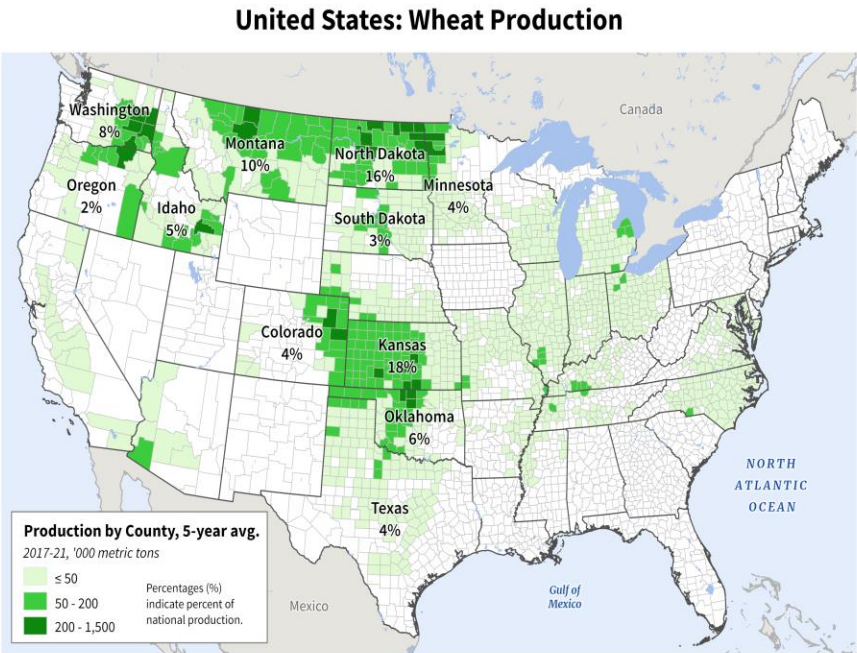 United States: Wheat Production
Canada
Washington
8%
Montana
10%
North Dakota
16%
Minnesota
4%
Oregon
2%
Idaho
5%
South Dakota
3%
Colorado
4%
Kansas
18%
Oklahoma
6%
Texas
4%
NORTH
ATLANTIC
OCEAN
Gulf of
Mexico
Mexico
Production by County, 5-year avg.
2017-21, '000 metric tons
≤ 50
50 - 200
200 - 1,500
Percentages (%)
indicate percent of
national production.